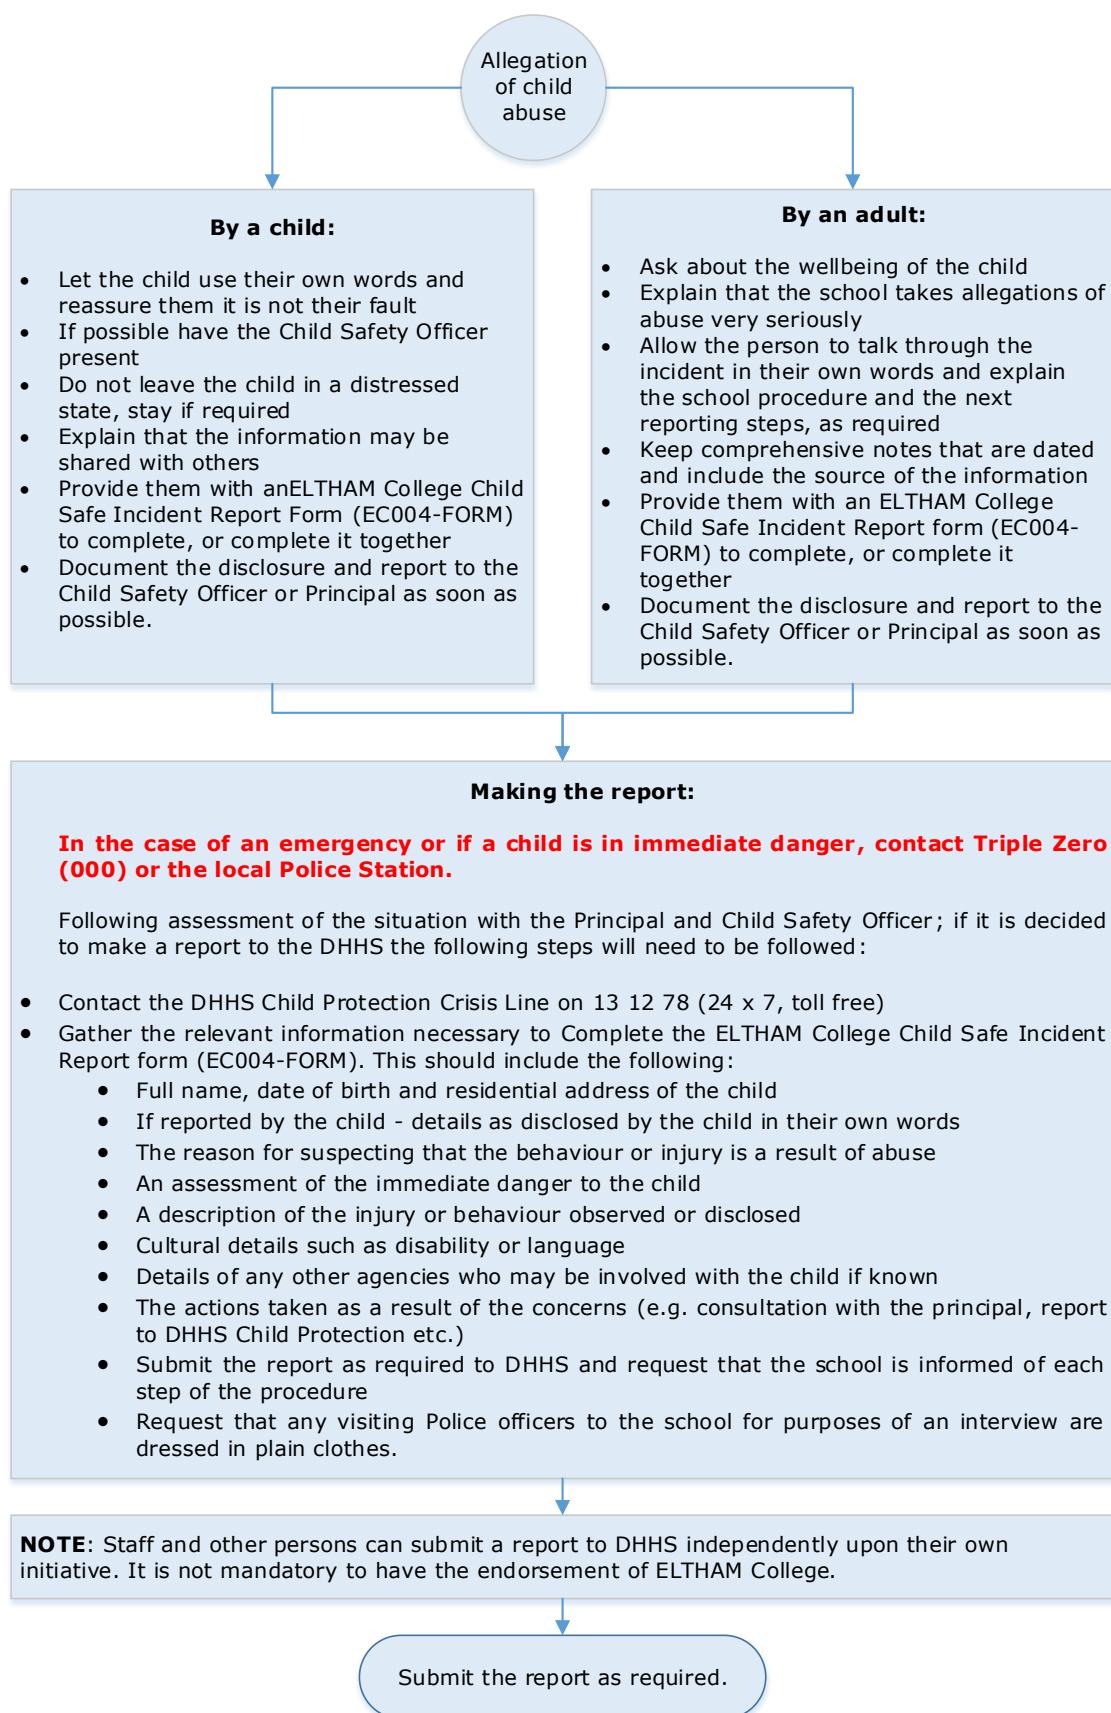 Allegation
of child
abuse
By a child:
• Let the child use their own words and
reassure them it is not their fault
• If possible have the Child Safety Officer
present
• Do not leave the child in a distressed
state, stay if required
• Explain that the information may be
shared with others
• Provide them with anELTHAM College Child
Safe Incident Report Form (EC004-FORM)
to complete, or complete it together
• Document the disclosure and report to the
Child Safety Officer or Principal as soon as
possible.
By an adult:
• Ask about the wellbeing of the child
• Explain that the school takes allegations of
abuse very seriously
• Allow the person to talk through the
incident in their own words and explain
the school procedure and the next
reporting steps, as required
• Keep comprehensive notes that are dated
and include the source of the information
• Provide them with an ELTHAM College
Child Safe Incident Report form (EC004-
FORM) to complete, or complete it
together
• Document the disclosure and report to the
Child Safety Officer or Principal as soon as
possible.
Making the report:
In the case of an emergency or if a child is in immediate danger, contact Triple Zero
(000) or the local Police Station.
Following assessment of the situation with the Principal and Child Safety Officer; if it is decided
to make a report to the DHHS the following steps will need to be followed:
• Contact the DHHS Child Protection Crisis Line on 13 12 78 (24 x 7, toll free)
• Gather the relevant information necessary to Complete the ELTHAM College Child Safe Incident
Report form (EC004-FORM). This should include the following:
• Full name, date of birth and residential address of the child
• If reported by the child - details as disclosed by the child in their own words
• The reason for suspecting that the behaviour or injury is a result of abuse
• An assessment of the immediate danger to the child
• A description of the injury or behaviour observed or disclosed
• Cultural details such as disability or language
• Details of any other agencies who may be involved with the child if known
• The actions taken as a result of the concerns (e.g. consultation with the principal, report
to DHHS Child Protection etc.)
• Submit the report as required to DHHS and request that the school is informed of each
step of the procedure
• Request that any visiting Police officers to the school for purposes of an interview are
dressed in plain clothes.
NOTE: Staff and other persons can submit a report to DHHS independently upon their own
initiative. It is not mandatory to have the endorsement of ELTHAM College.
Submit the report as required.